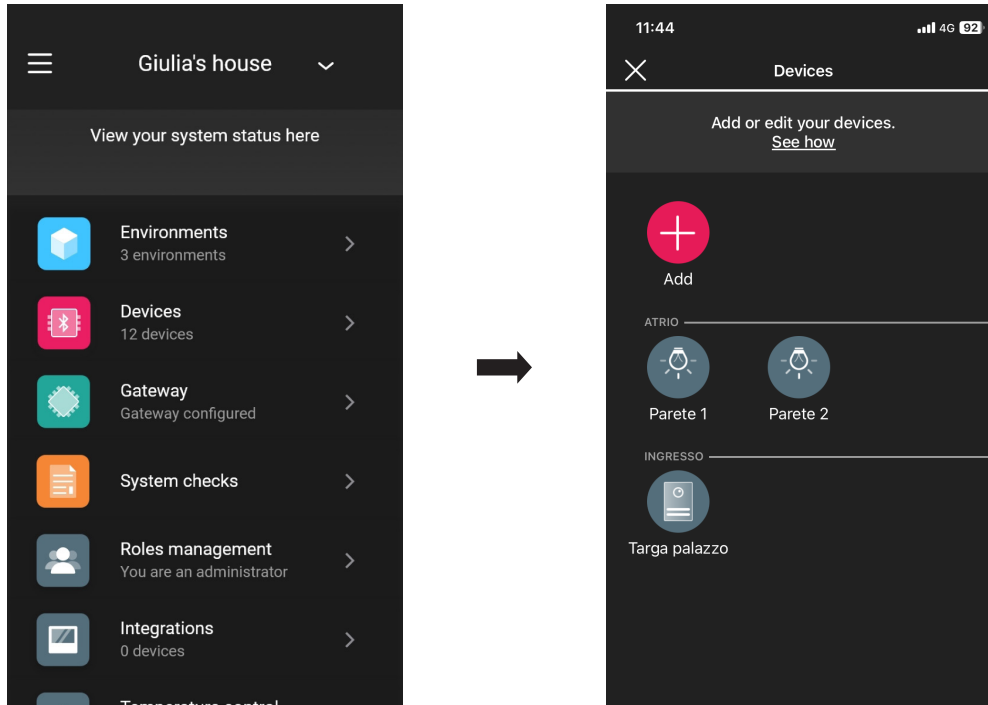 Giulia's house
View your system status here
Environments
3 environments
Devices
12 devices
Gateway
Gateway configured
System checks
Roles management
You are an administrator
Integrations
0 devices
Temperature control
11:44
4G 92
Devices
Add or edit your devices.
See how
Add
ATRIO
Parete 1 Parete 2
INGRESSO
Targa palazzo